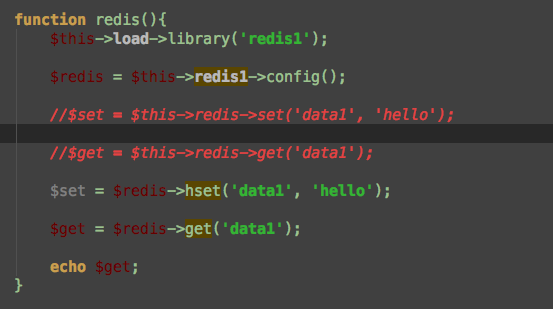 function redis(){
$this->load->library('redis1');
$redis = $this->redis1->config();
//$set = $this->redis->set('data1', 'hello');
//$get = $this->redis->get('data1');
$set = $redis->hset('data1', 'hello');
$get = $redis->get('data1');
echo $get;
}